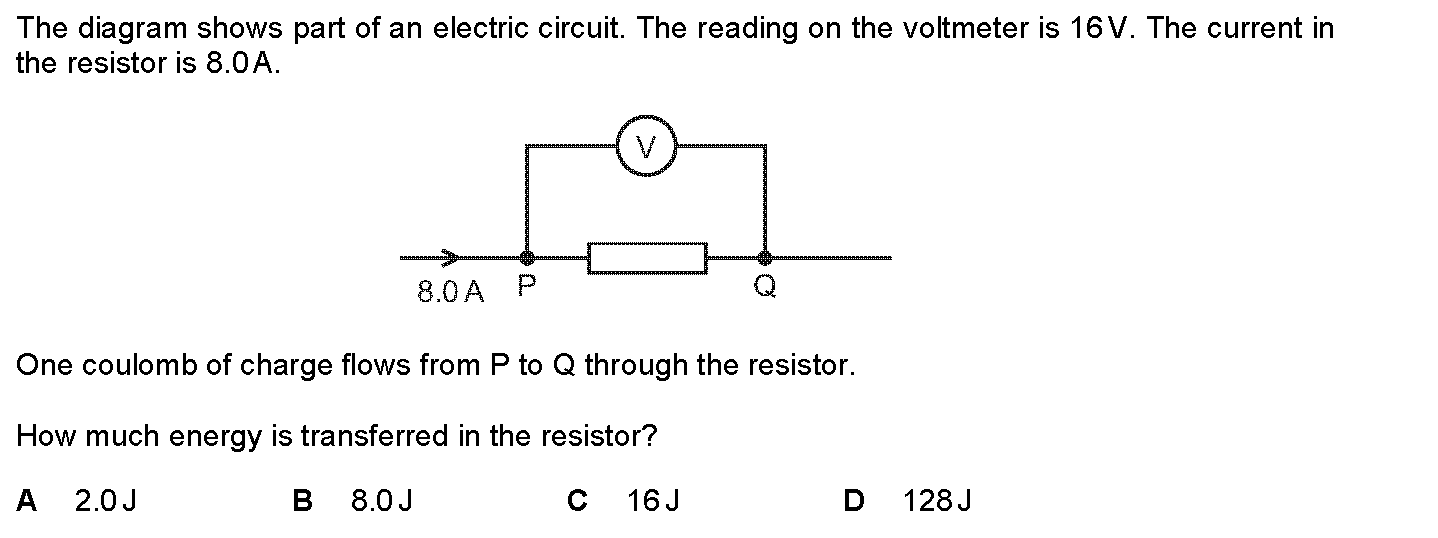 The diagram shows part of an electric circuit. The reading on the voltmeter is 16 V. The current in
the resistor is 8.0 A.
V
8.0 A P Q
One coulomb of charge flows from P to Q through the resistor.
How much energy is transferred in the resistor?
A 2.0 J B 8.0 J C 16 J D 128 J